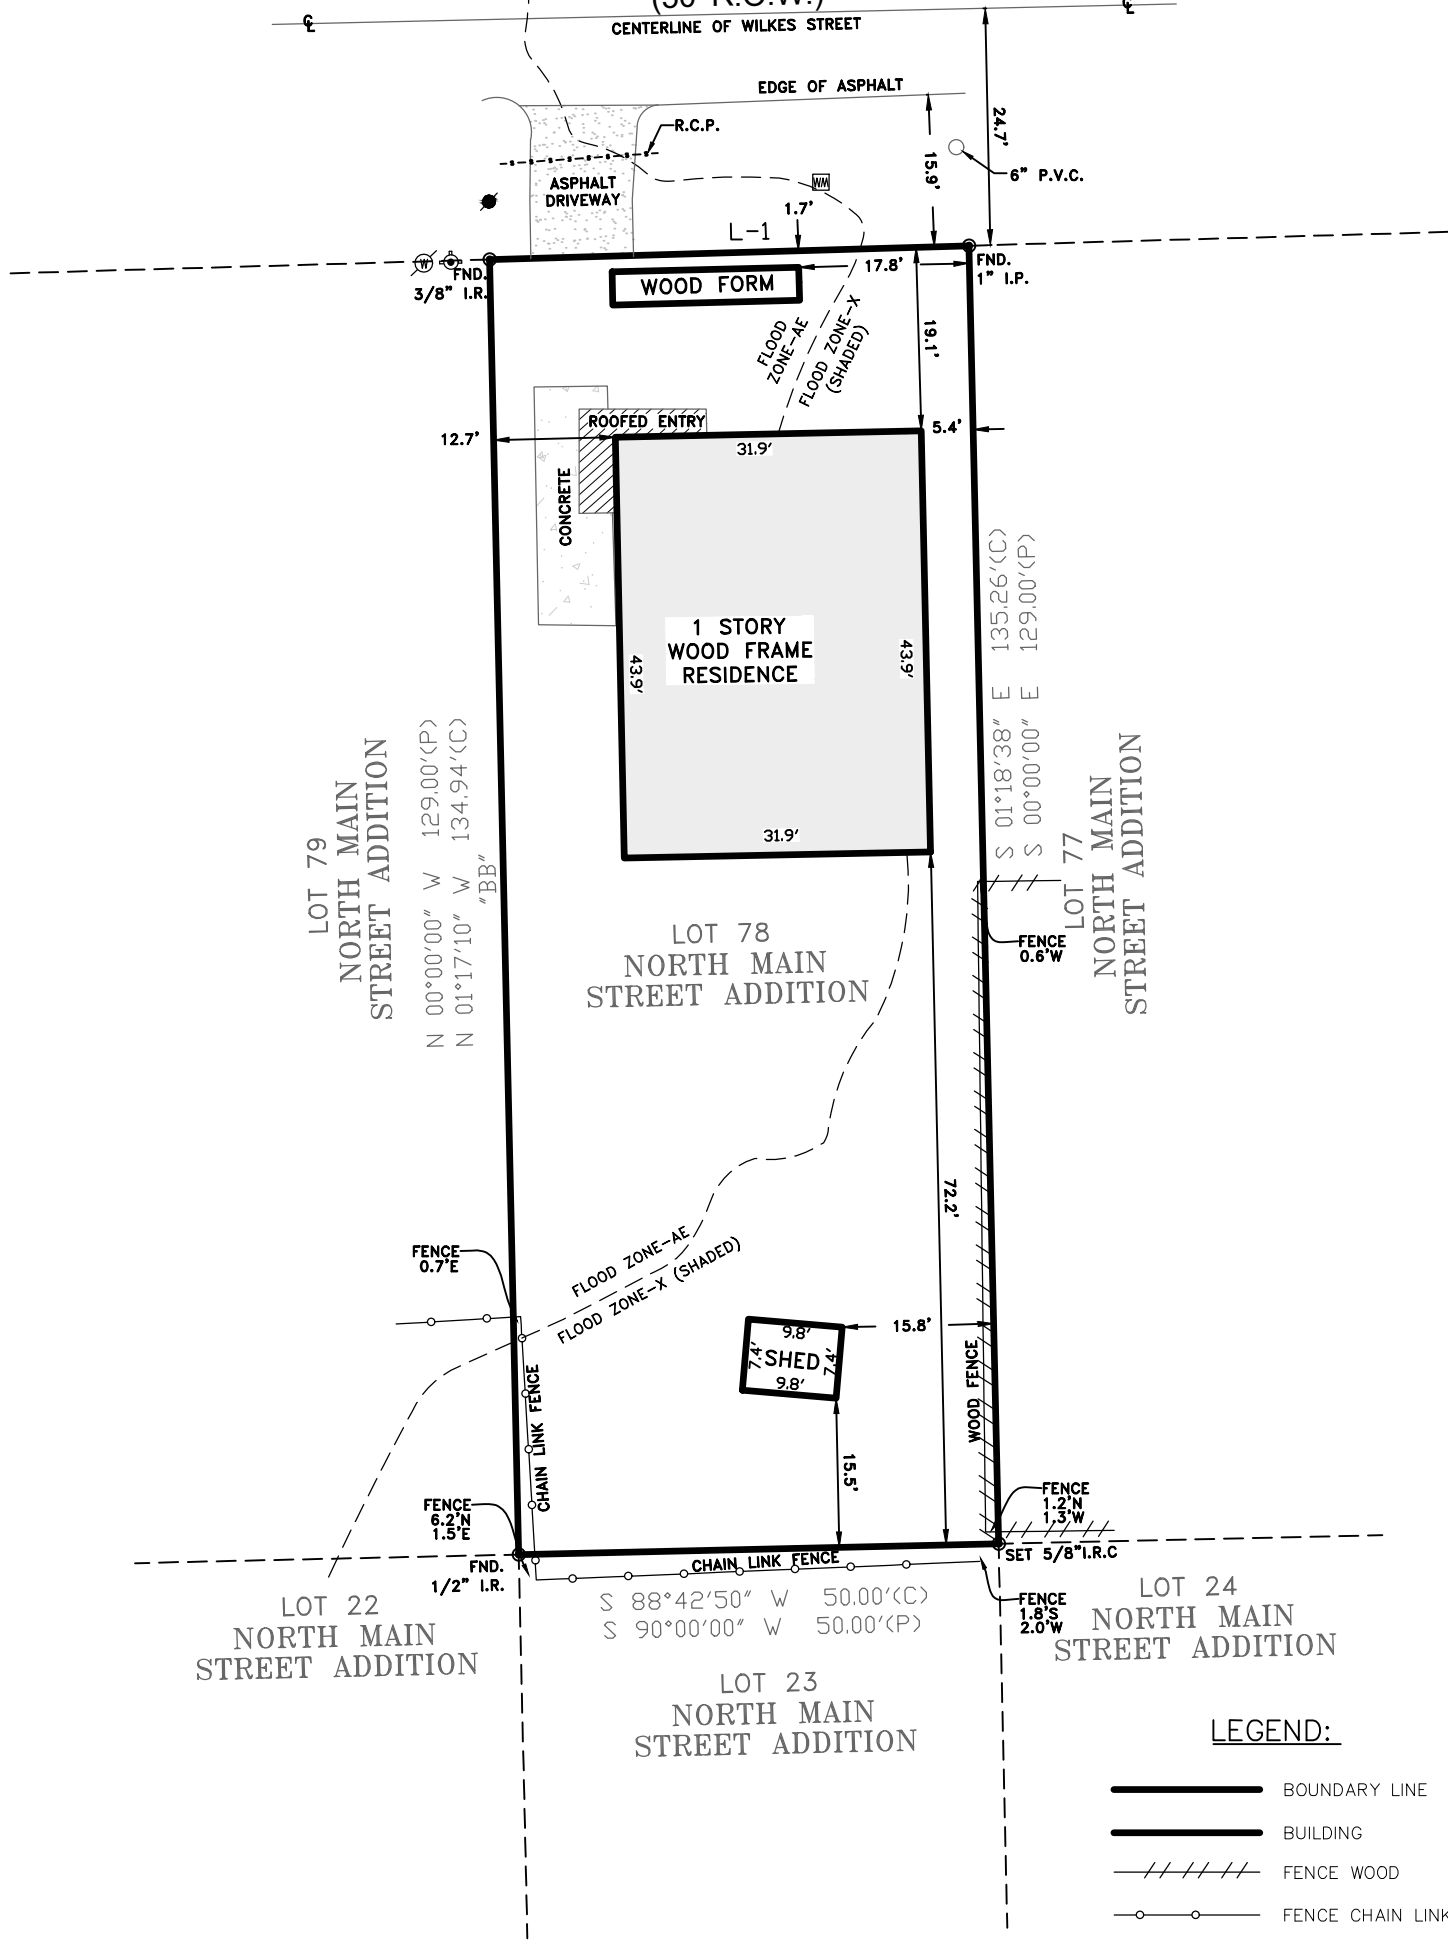 CENTERLINE OF WILKES STREET
EDGE OF ASPHALT
24.7'
R.C.P.
15.9'
6" P.V.C.
ASPHALT
DRIVEWAY
WM
1.7'
L-1
W
FND.
3/8" I.R.
FND.
1" I.P.
17.8'
WOOD FORM
FLOOD
ZONE-AE
FLOOD ZONE-X
(SHADED)
19.1'
ROOFED ENTRY
12.7'
5.4'
31.9'
CONCRETE
1 STORY
WOOD FRAME
RESIDENCE
43.9'
43.9'
31.9'
S 01°18'38" E 135.26'(C)
S 00°00'00" E 129.00'(P)
N 00°00'00" W 129.00'(P)
N 01°17'10" W 134.94'(C)
"BB"
LOT 79
NORTH MAIN
STREET ADDITION
LOT 77
NORTH MAIN
STREET ADDITION
LOT 78
NORTH MAIN
STREET ADDITION
FENCE
0.6'W
72.2'
FENCE
0.7'E
FLOOD ZONE-AE
FLOOD ZONE-X (SHADED)
9.8'
7.4'
SHED
7.4'
9.8'
15.8'
WOOD FENCE
CHAIN LINK FENCE
15.5'
FENCE
6.2'N
1.5'E
FENCE
1.2'N
1.3'W
FND.
1/2" I.R.
CHAIN LINK FENCE
SET 5/8"I.R.C
S 88°42'50" W 50.00'(C)
S 90°00'00" W 50.00'(P)
FENCE
1.8'S
2.0'W
LOT 22
NORTH MAIN
STREET ADDITION
LOT 24
NORTH MAIN
STREET ADDITION
LOT 23
NORTH MAIN
STREET ADDITION
LEGEND:
BOUNDARY LINE
BUILDING
FENCE WOOD
FENCE CHAIN LINK